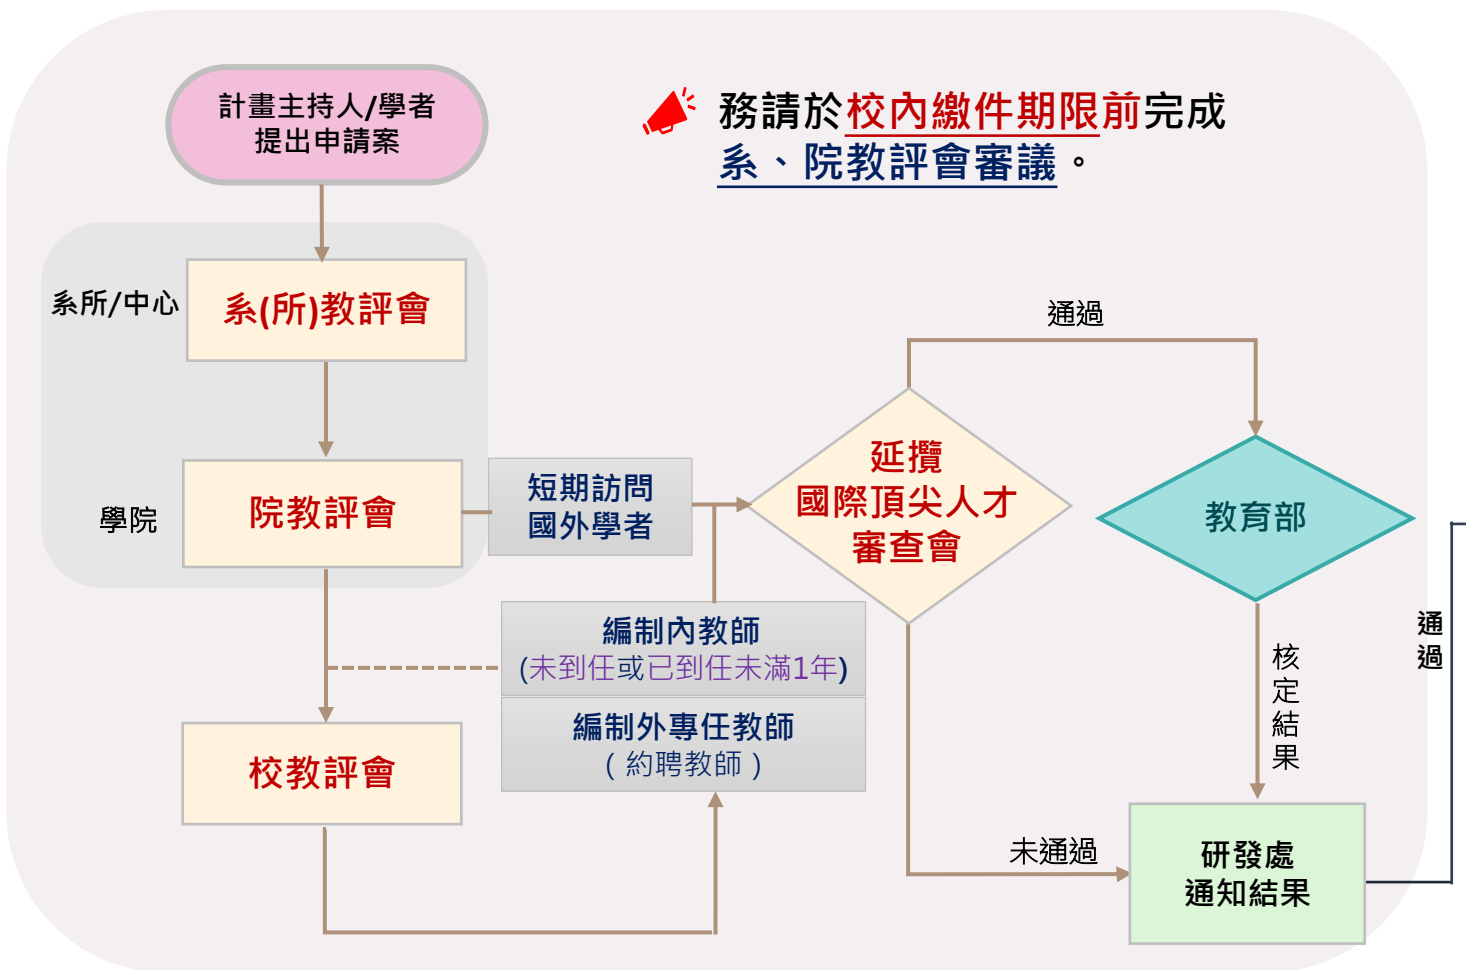 計畫主持人/學者
提出申請案
務請於校內繳件期限前完成
系、院教評會審議。
系所/中心
系(所)教評會
學院
院教評會
短期訪問
國外學者
編制內教師
(未到任或已到任未滿1年)
編制外專任教師
(約聘教師)
校教評會
延攬
國際頂尖人才
審查會
通過
教育部
核定結果
未通過
研發處
通知結果
通過